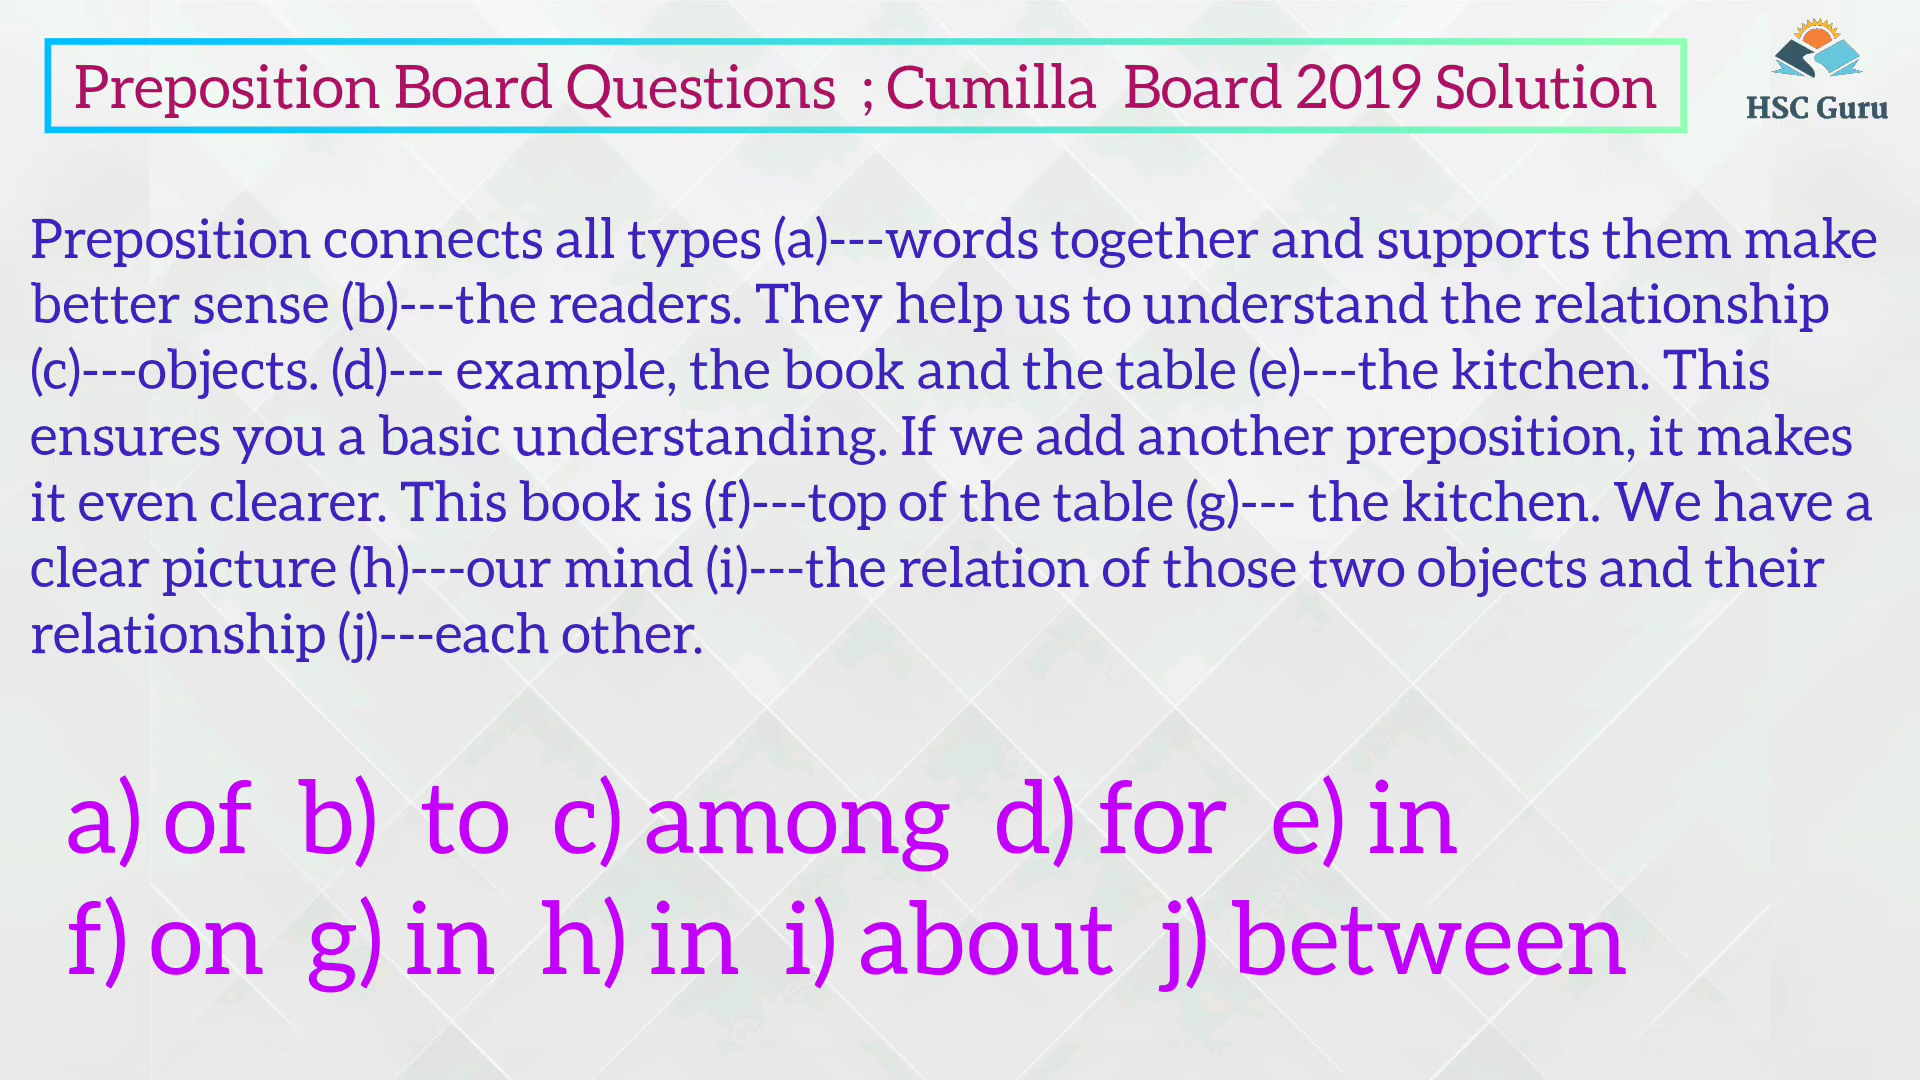 Preposition Board Questions ; Cumilla Board 2019 Solution
HSC Guru
Preposition connects all types (a)---words together and supports them make
better sense (b)---the readers. They help us to understand the relationship
(c)---objects. (d)--- example, the book and the table (e)---the kitchen. This
ensures you a basic understanding. If we add another preposition, it makes
it even clearer. This book is (f)---top of the table (g)--- the kitchen. We have a
clear picture (h)---our mind (i)---the relation of those two objects and their
relationship (j)---each other.
a) of b) to c) among d) for e) in
f) on g) in h) in i) about j) between